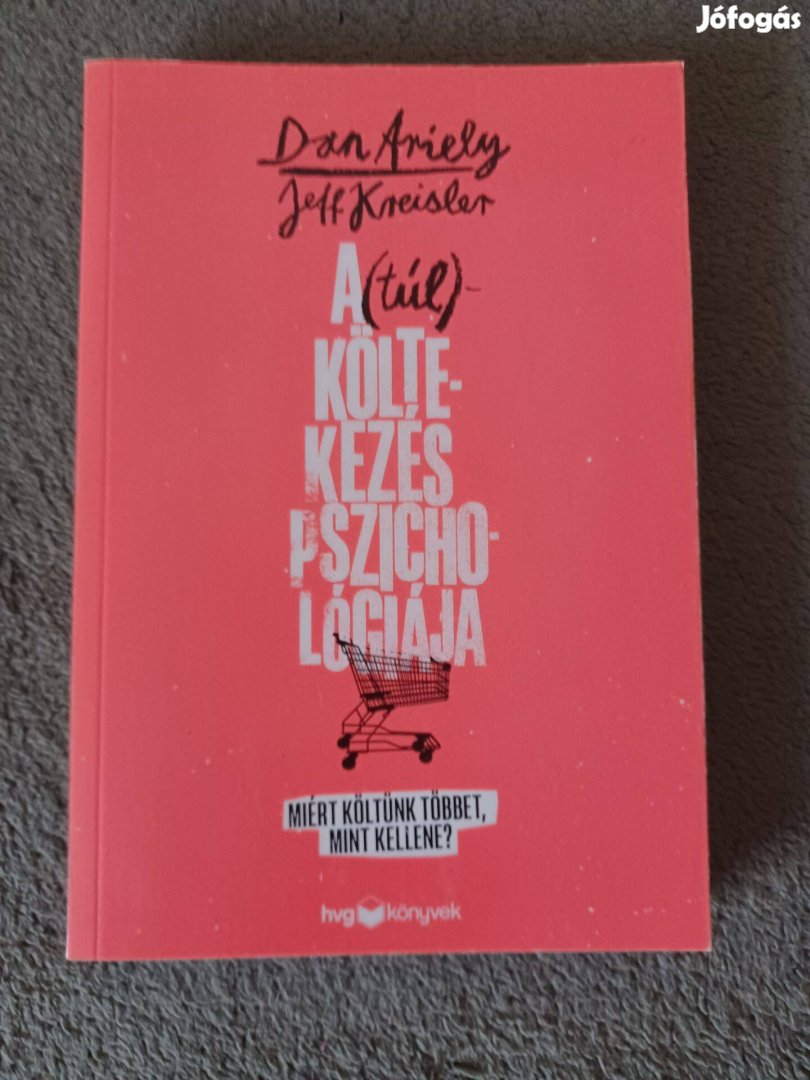 Jófogás
Dan Ariely
Jeff Kreisler
A (túl)-
KÖLTE-
KEZÉS
PSZICHO-
LÓGIÁJA
MIÉRT KÖLTÜNK TÖBBET,
MINT KELLENE?
hvg könyvek